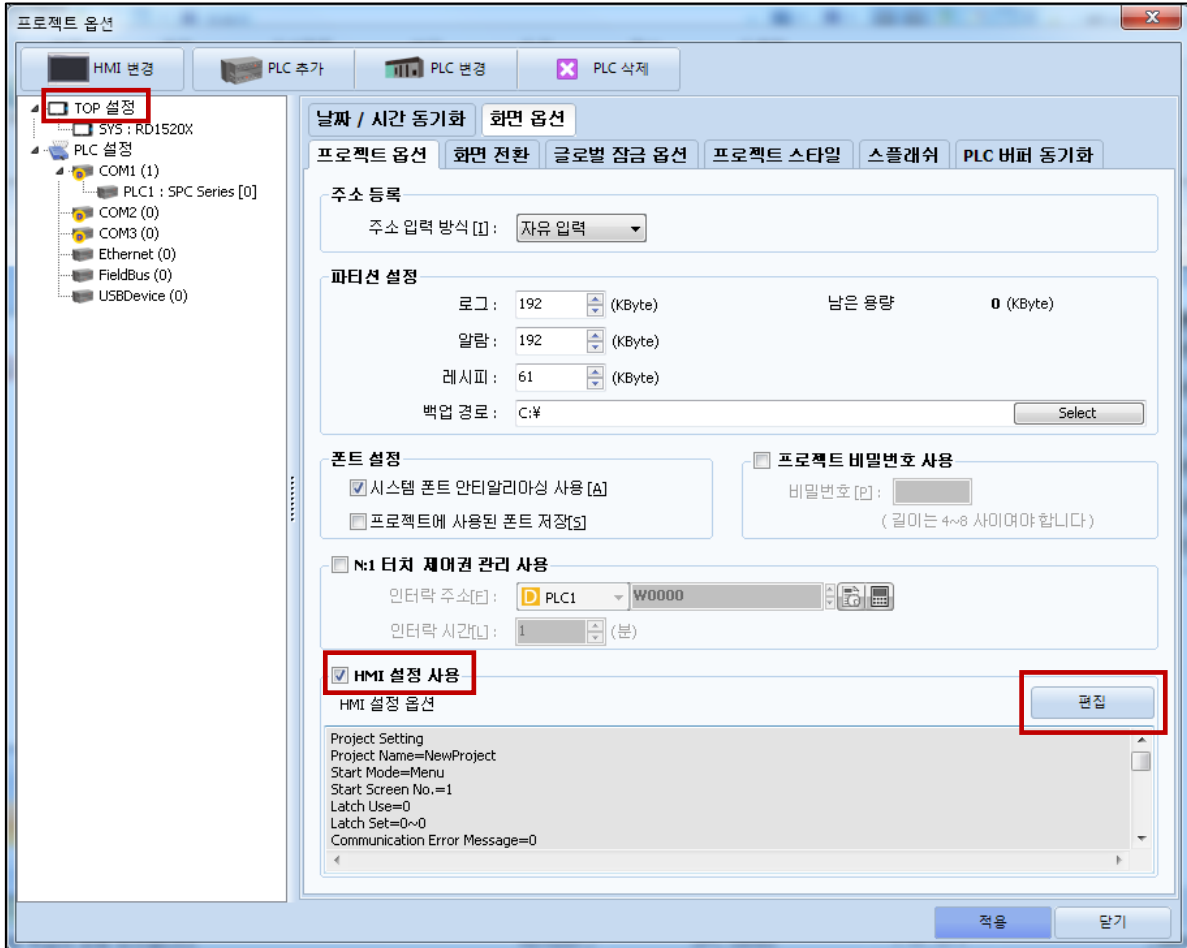 프로젝트 옵션
HMI 변경
PLC 추가
PLC 변경
PLC 삭제
TOP 설정
SYS : RD1520X
PLC 설정
COM1 (1)
PLC1 : SPC Series [0]
COM2 (0)
COM3 (0)
Ethernet (0)
FieldBus (0)
USBDevice (0)
날짜 / 시간 동기화
화면 옵션
프로젝트 옵션
화면 전환
글로벌 잠금 옵션
프로젝트 스타일
스플래쉬
PLC 버퍼 동기화
주소 등록
주소 입력 방식[I] : 자유 입력
파티션 설정
로그 : 192 (KByte) 남은 용량 0 (KByte)
알람 : 192 (KByte)
레시피 : 61 (KByte)
백업 경로 : C:¥ Select
폰트 설정
시스템 폰트 안티알리아싱 사용[A]
프로젝트에 사용된 폰트 저장[S]
프로젝트 비밀번호 사용
비밀번호[P] :
( 길이는 4~8 사이여야 합니다 )
N:1 터치 제어권 관리 사용
인터락 주소[F] : D PLC1 W0000
인터락 시간[L] : 1 (분)
HMI 설정 사용
HMI 설정 옵션 편집
Project Setting
Project Name=NewProject
Start Mode=Menu
Start Screen No.=1
Latch Use=0
Latch Set=0~0
Communication Error Message=0
적용
닫기